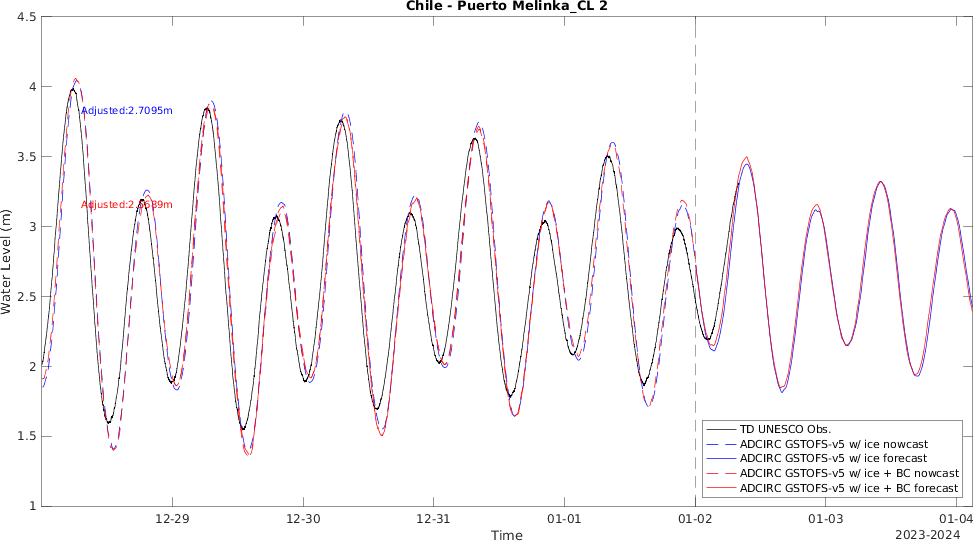 Chile - Puerto Melinka_CL 2
4.5
4
3.5
3
2.5
2
1.5
1
Water Level (m)
Adjusted:2.7095m
TD UNESCO Obs.
ADCIRC GSTOFS-v5 w/ ice nowcast
ADCIRC GSTOFS-v5 w/ ice forecast
ADCIRC GSTOFS-v5 w/ ice + BC nowcast
ADCIRC GSTOFS-v5 w/ ice + BC forecast
12-29
12-30
12-31
01-01
01-02
01-03
01-04
Time
2023-2024